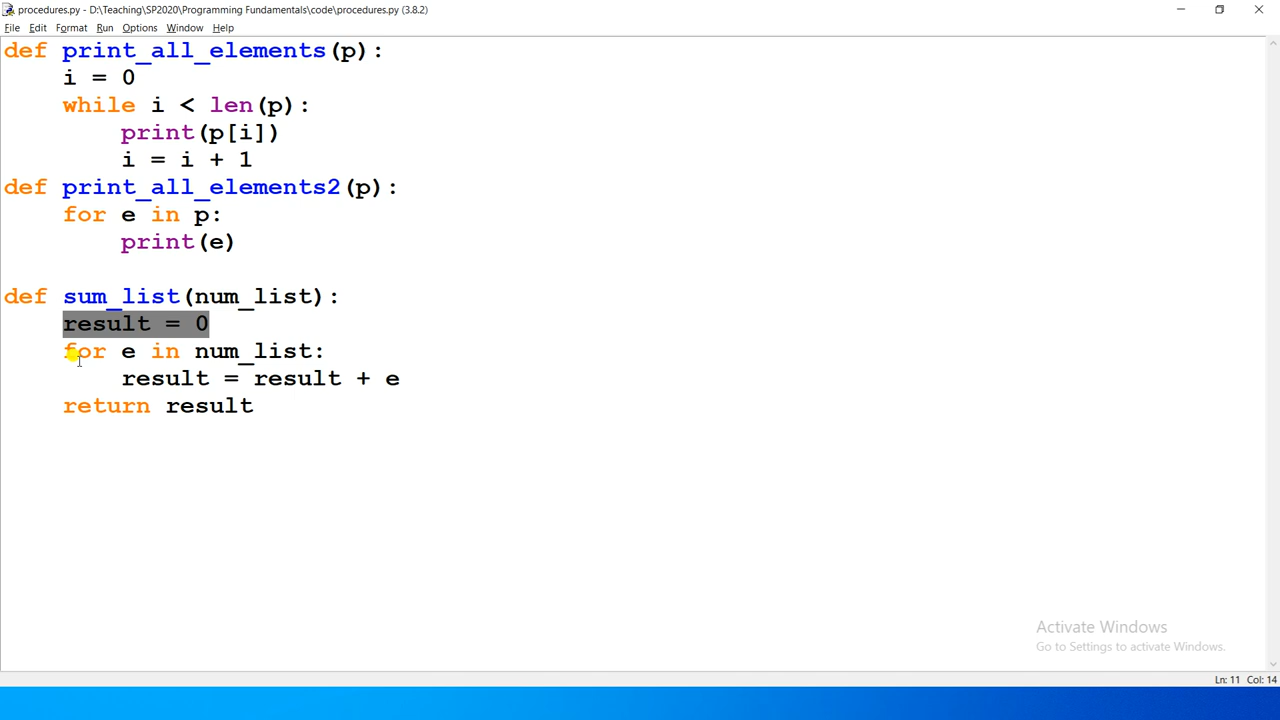 procedures.py - D:\Teaching\SP2020\Programming Fundamentals\code\procedures.py (3.8.2)
File Edit Format Run Options Window Help
def print_all_elements(p):
    i = 0
    while i < len(p):
        print(p[i])
        i = i + 1
def print_all_elements2(p):
    for e in p:
        print(e)

def sum_list(num_list):
    result = 0
    for e in num_list:
        result = result + e
    return result
Activate Windows
Go to Settings to activate Windows.
Ln: 11 Col: 14